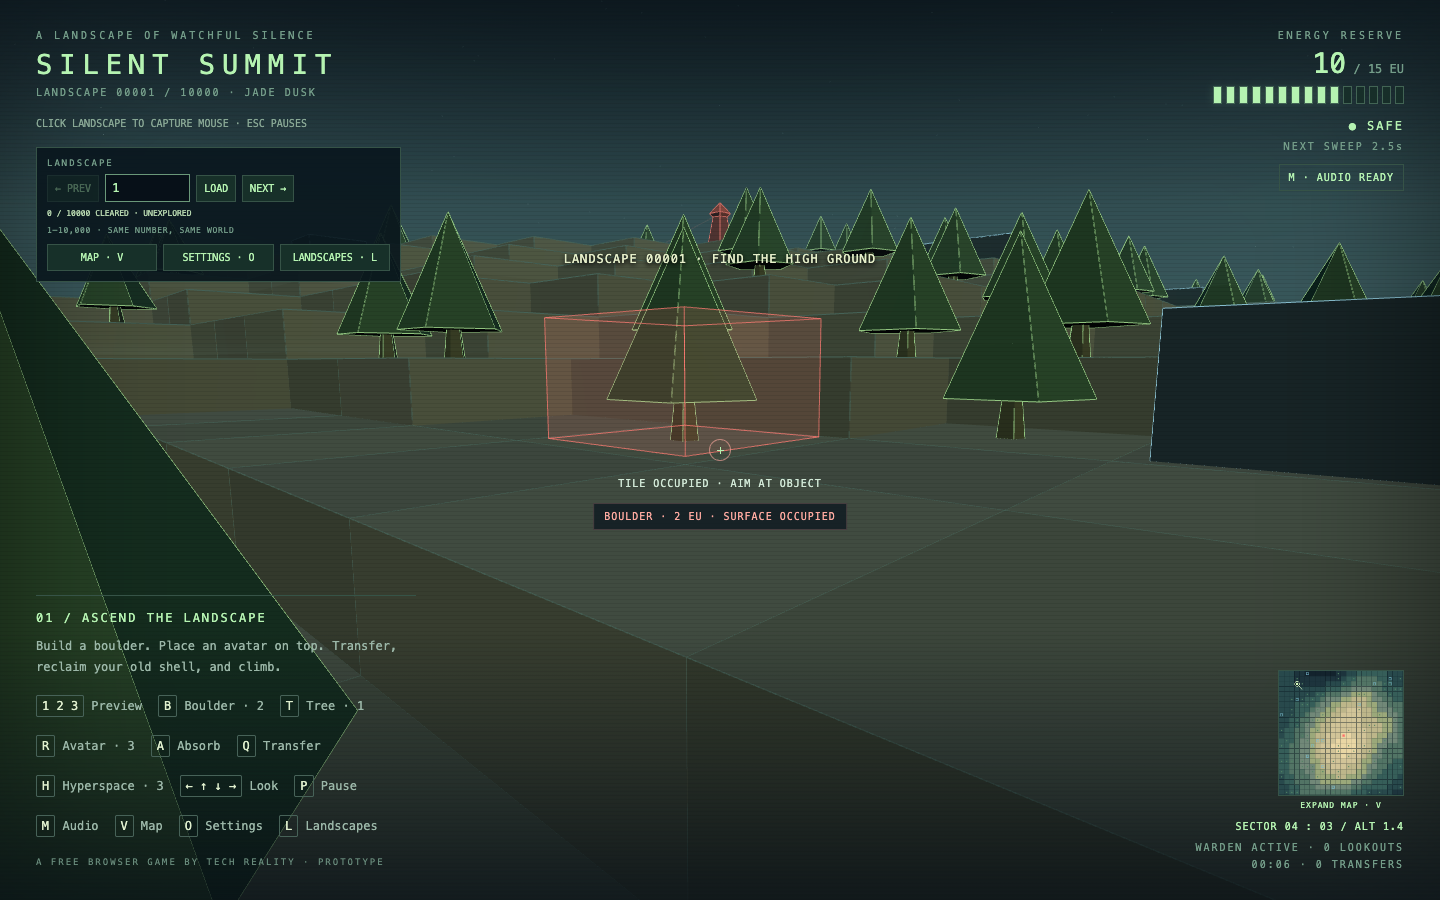 A LANDSCAPE OF WATCHFUL SILENCE
SILENT SUMMIT
LANDSCAPE 00001 / 10000 · JADE DUSK
CLICK LANDSCAPE TO CAPTURE MOUSE · ESC PAUSES
LANDSCAPE
← PREV 1 LOAD NEXT →
0 / 10000 CLEARED · UNEXPLORED
1–10,000 · SAME NUMBER, SAME WORLD
MAP · V SETTINGS · O LANDSCAPES · L
ENERGY RESERVE
10 / 15 EU
● SAFE
NEXT SWEEP 2.5s
M · AUDIO READY
LANDSCAPE 00001 · FIND THE HIGH GROUND
TILE OCCUPIED · AIM AT OBJECT
BOULDER · 2 EU · SURFACE OCCUPIED
01 / ASCEND THE LANDSCAPE
Build a boulder. Place an avatar on top. Transfer,
reclaim your old shell, and climb.
1 2 3 Preview B Boulder · 2 T Tree · 1
R Avatar · 3 A Absorb Q Transfer
H Hyperspace · 3 ← ↑ ↓ → Look P Pause
M Audio V Map O Settings L Landscapes
A FREE BROWSER GAME BY TECH REALITY · PROTOTYPE
EXPAND MAP · V
SECTOR 04 : 03 / ALT 1.4
WARDEN ACTIVE · 0 LOOKOUTS
00:06 · 0 TRANSFERS